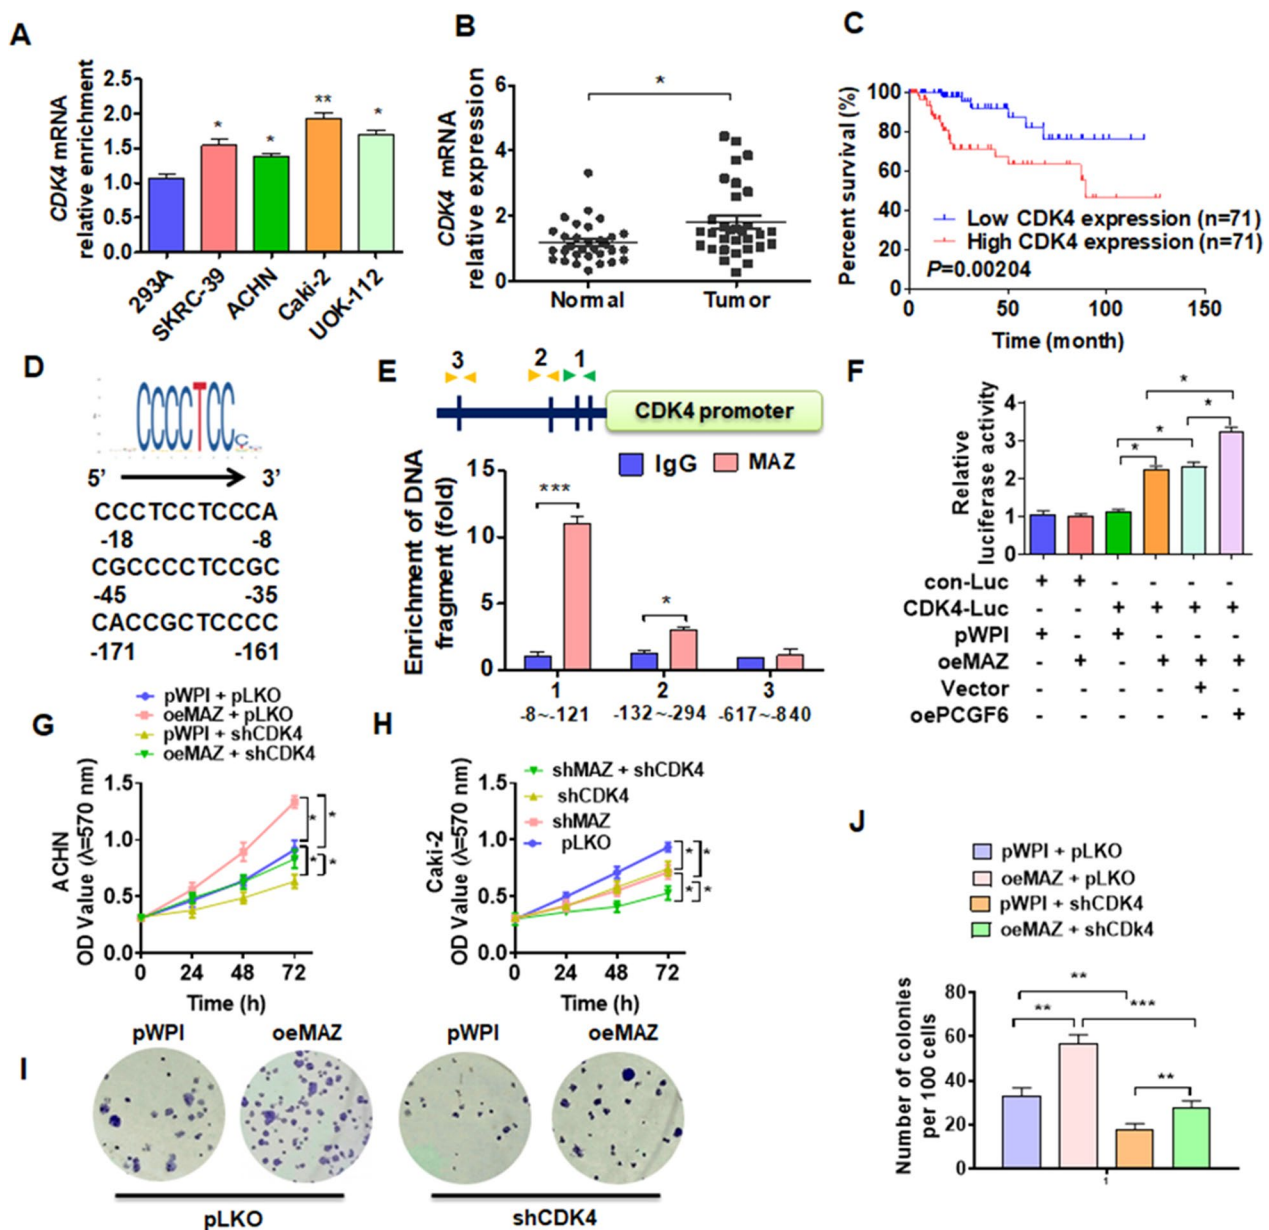 A
CDK4 mRNA
relative enrichment
2.5
2.0
1.5
1.0
0.5
0.0
*
*
**
*
293A
SKRC-39
ACHN
Caki-2
UOK-112
B
CDK4 mRNA
relative expression
6
4
2
0
*
Normal
Tumor
C
Percent survival (%)
100
80
60
40
20
0
Low CDK4 expression (n=71)
High CDK4 expression (n=71)
P=0.00204
0 50 100 150
Time (month)
D
CCCCTCCC
5’ 3’
CCCTCCTCCCA
-18 -8
CGCCCCTCCGC
-45 -35
CACCGCTCCCC
-171 -161
E
3 2 1
CDK4 promoter
IgG MAZ
Enrichment of DNA
fragment (fold)
15
10
5
0
***
*
1 2 3
-8~-121 -132~-294 -617~-840
F
Relative
luciferase activity
4
3
2
1
0
*
*
*
*
con-Luc + + - - - -
CDK4-Luc - - + + + +
pWPI + - + - - -
oeMAZ - + - + + +
Vector - - - - + -
oePCGF6 - - - - - +
G
pWPI + pLKO
oeMAZ + pLKO
pWPI + shCDK4
oeMAZ + shCDK4
ACHN
OD Value (λ=570 nm)
1.5
1.0
0.5
0.0
* *
* *
0 24 48 72
Time (h)
H
shMAZ + shCDK4
shCDK4
shMAZ
pLKO
Caki-2
OD Value (λ=570 nm)
1.5
1.0
0.5
0.0
* *
* *
0 24 48 72
Time (h)
I
pWPI oeMAZ pWPI oeMAZ
pLKO shCDK4
J
pWPI + pLKO
oeMAZ + pLKO
pWPI + shCDK4
oeMAZ + shCDk4
Number of colonies
per 100 cells
80
60
40
20
0
**
** ***
**
1